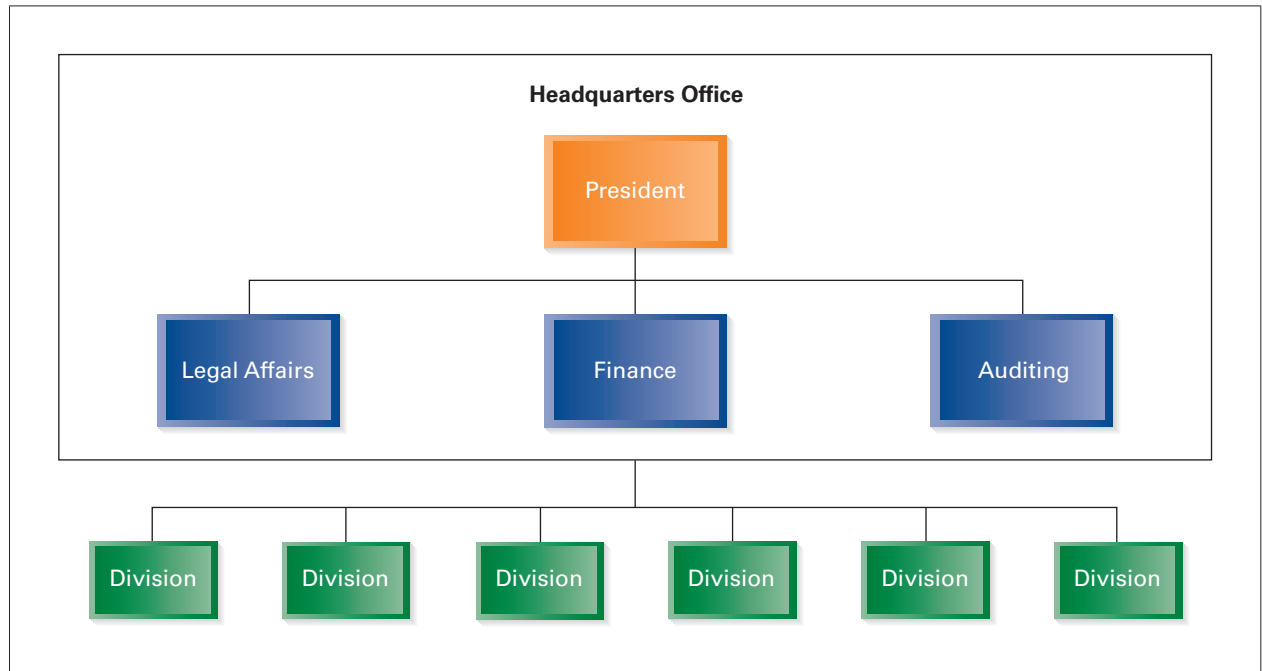 Headquarters Office
President
Legal Affairs
Finance
Auditing
Division
Division
Division
Division
Division
Division